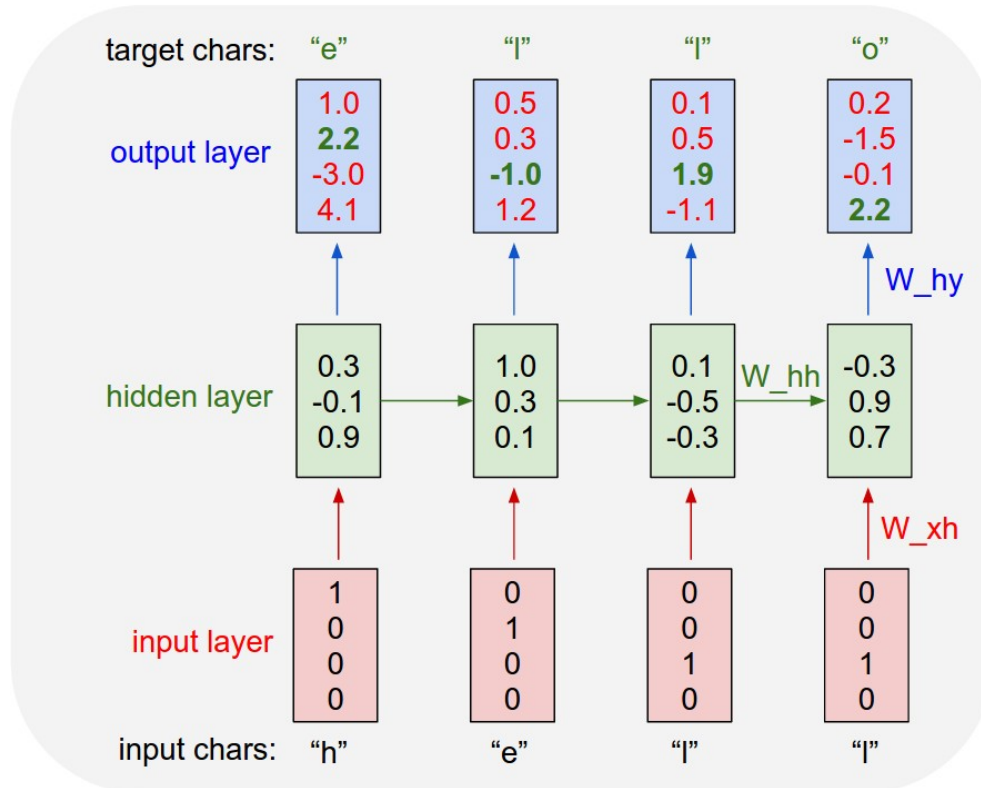 target chars: “e” “l” “l” “o”
1.0 0.5 0.1 0.2
2.2 0.3 0.5 -1.5
output layer
-3.0 -1.0 1.9 -0.1
4.1 1.2 -1.1 2.2
W_hy
0.3 1.0 0.1 -0.3
W_hh
hidden layer -0.1 0.3 -0.5 0.9
0.9 0.1 -0.3 0.7
W_xh
1 0 0 0
0 1 0 0
input layer
0 0 1 1
0 0 0 0
input chars: “h” “e” “l” “l”